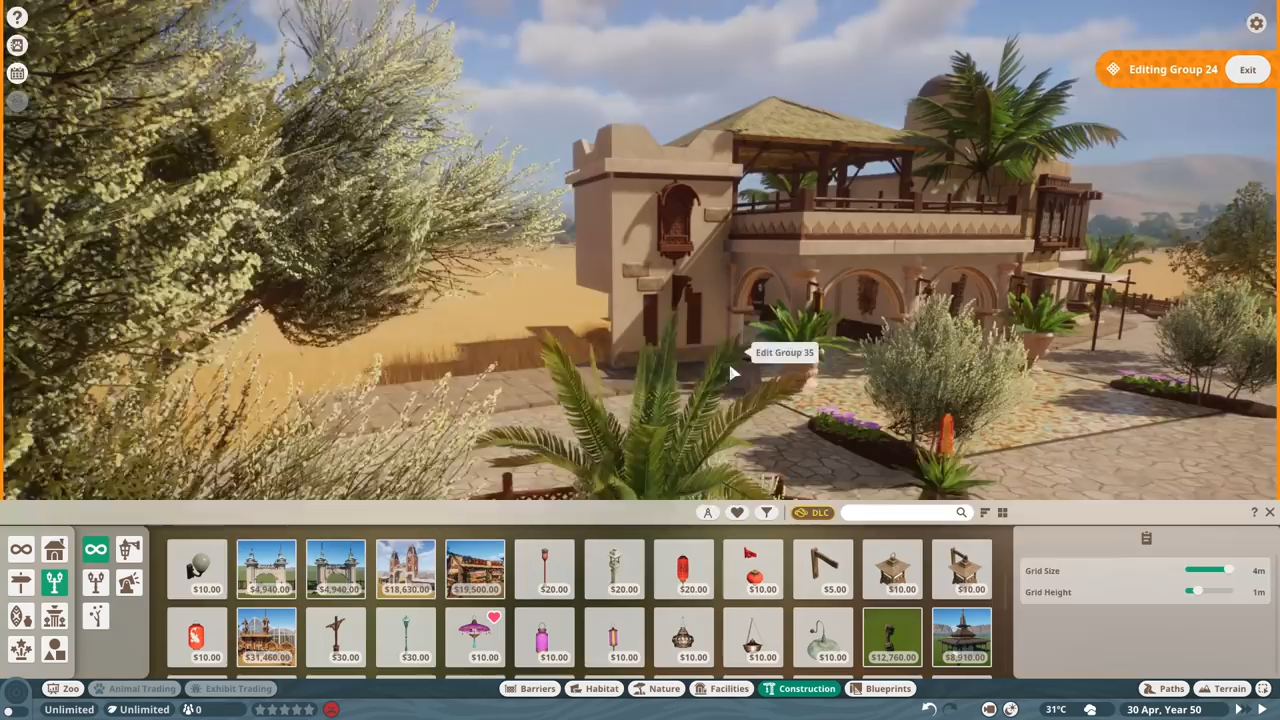 ?
Editing Group 24
Exit
Edit Group 35
DLC
?
$10.00
$4,940.00
$4,940.00
$18,630.00
$19,500.00
$20.00
$20.00
$20.00
$10.00
$5.00
$10.00
$10.00
$10.00
$31,460.00
$30.00
$30.00
$10.00
$10.00
$10.00
$10.00
$10.00
$10.00
$12,760.00
$8,910.00
Grid Size
4m
Grid Height
1m
Zoo
Animal Trading
Exhibit Trading
Barriers
Habitat
Nature
Facilities
Construction
Blueprints
Paths
Terrain
Unlimited
Unlimited
0
31°C
30 Apr, Year 50